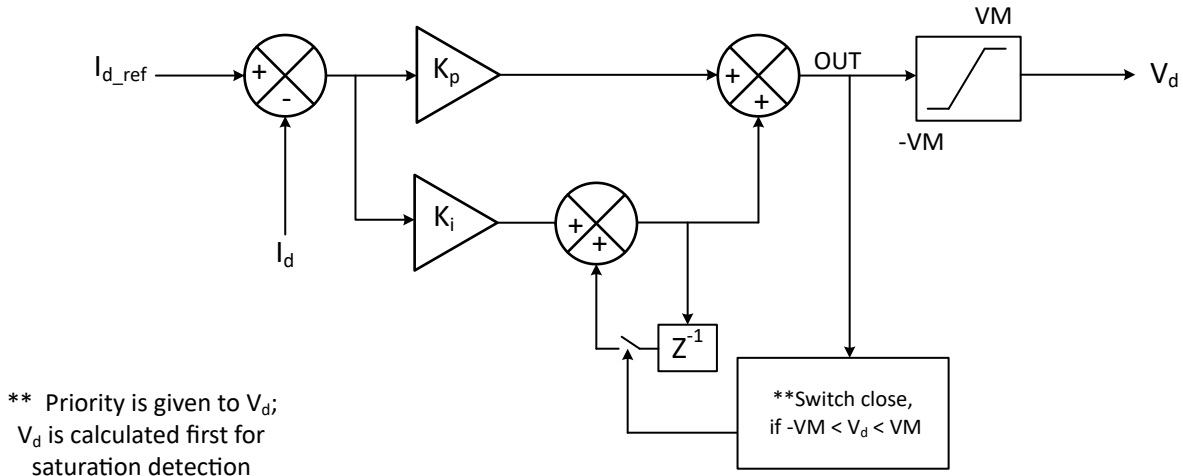 VM
I_d_ref
+
-
K_p
+
+
OUT
V_d
-VM
I_d
K_i
+
+
Z^-1
**Switch close,
if -VM < V_d < VM
** Priority is given to V_d;
V_d is calculated first for
saturation detection